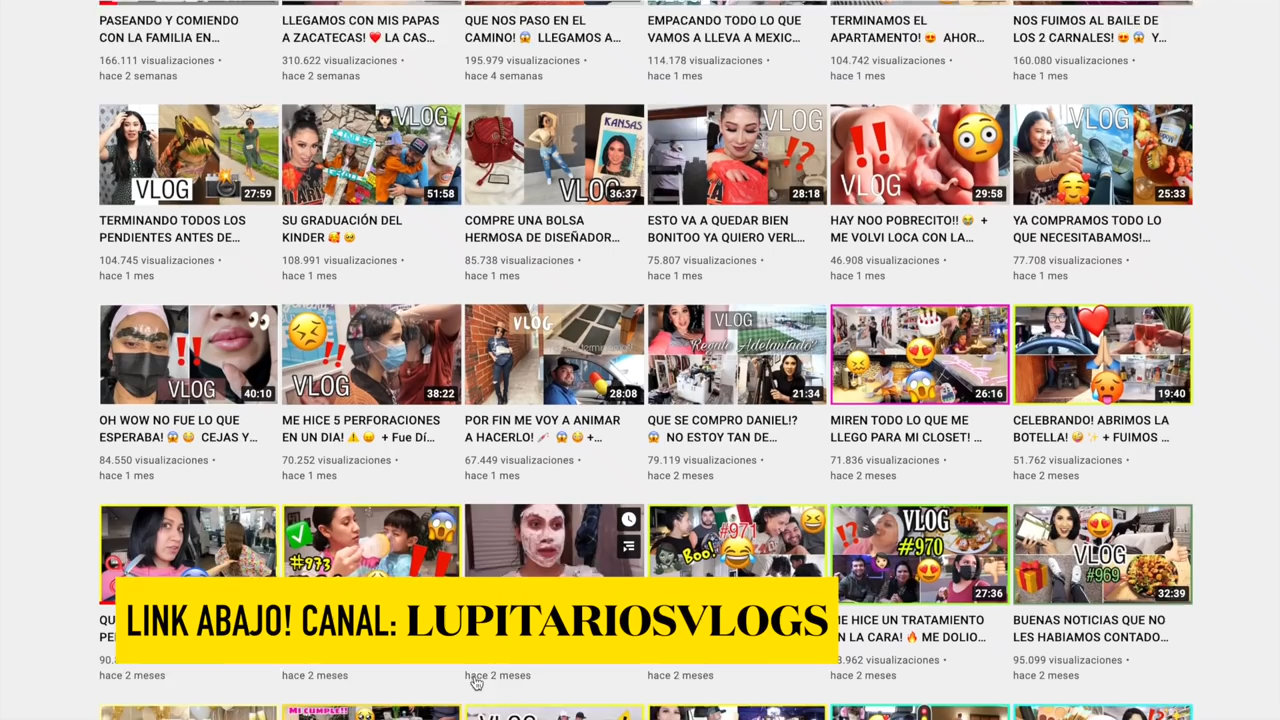 PASEANDO Y COMIENDO
CON LA FAMILIA EN...
166.111 visualizaciones •
hace 2 semanas
LLEGAMOS CON MIS PAPAS
A ZACATECAS! ❤️ LA CAS...
310.622 visualizaciones •
hace 2 semanas
QUE NOS PASO EN EL
CAMINO! 😱 LLEGAMOS A...
195.979 visualizaciones •
hace 4 semanas
EMPACANDO TODO LO QUE
VAMOS A LLEVA A MEXIC...
114.178 visualizaciones •
hace 1 mes
TERMINAMOS EL
APARTAMENTO! 😍 AHOR...
104.742 visualizaciones •
hace 1 mes
NOS FUIMOS AL BAILE DE
LOS 2 CARNALES! 😍 😱 Y...
160.080 visualizaciones •
hace 1 mes
VLOG
27:59
TERMINANDO TODOS LOS
PENDIENTES ANTES DE...
104.745 visualizaciones •
hace 1 mes
VLOG
51:58
SU GRADUACIÓN DEL
KINDER 🥰 🥹
108.991 visualizaciones •
hace 1 mes
KANSAS
VLOG
36:37
COMPRE UNA BOLSA
HERMOSA DE DISEÑADOR...
85.738 visualizaciones •
hace 1 mes
VLOG
⁉️
28:18
ESTO VA A QUEDAR BIEN
BONITOO YA QUIERO VERL...
75.807 visualizaciones •
hace 1 mes
‼️
VLOG
29:58
HAY NOO POBRECITO!! 😭 +
ME VOLVI LOCA CON LA...
46.908 visualizaciones •
hace 1 mes
VLOG
25:33
YA COMPRAMOS TODO LO
QUE NECESITABAMOS!...
77.708 visualizaciones •
hace 1 mes
‼️
VLOG
40:10
OH WOW NO FUE LO QUE
ESPERABA! 😱 😳 CEJAS Y...
84.550 visualizaciones •
hace 1 mes
‼️
VLOG
38:22
ME HICE 5 PERFORACIONES
EN UN DIA! ⚠️ 😖 + Fue Dí...
70.252 visualizaciones •
hace 1 mes
VLOG
28:08
POR FIN ME VOY A ANIMAR
A HACERLO! 💉 😱 😳 +...
67.449 visualizaciones •
hace 1 mes
VLOG
Regalo Adelantado?
21:34
QUE SE COMPRO DANIEL!?
😱 NO ESTOY TAN DE...
79.119 visualizaciones •
hace 2 meses
26:16
MIREN TODO LO QUE ME
LLEGO PARA MI CLOSET! ...
71.836 visualizaciones •
hace 2 meses
19:40
CELEBRANDO! ABRIMOS LA
BOTELLA! 🤪 ✨ + FUIMOS ...
51.762 visualizaciones •
hace 2 meses
#973
‼️
#971
Boo!
⁉️
VLOG
#970
27:36
VLOG
#969
32:39
LINK ABAJO! CANAL: LUPITARIOSVLOGS
hace 2 meses
hace 2 meses
hace 2 meses
hace 2 meses
HICE UN TRATAMIENTO
N LA CARA! 🔥 ME DOLIO...
.962 visualizaciones •
hace 2 meses
BUENAS NOTICIAS QUE NO
LES HABIAMOS CONTADO...
95.099 visualizaciones •
hace 2 meses
MI CUMPLE!!
VLOG